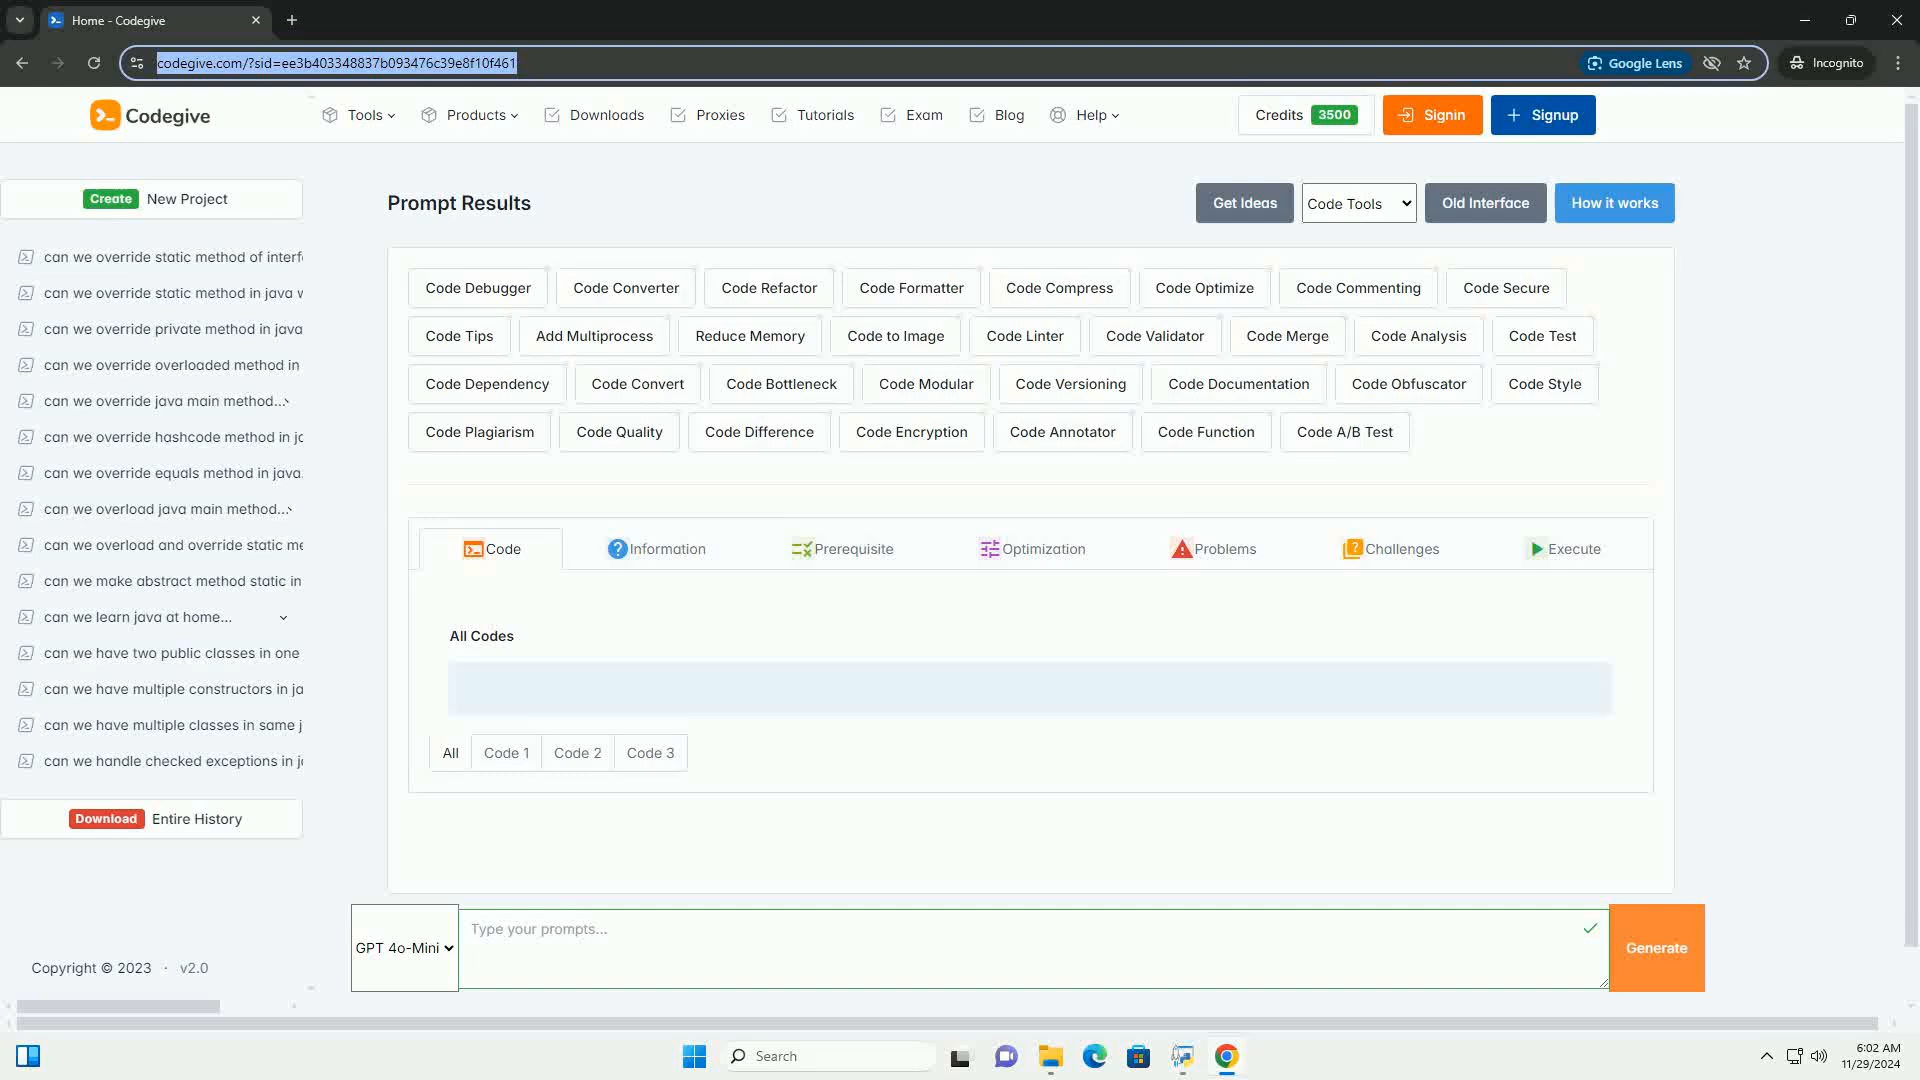 Home - Codegive
codegive.com/?sid=ee3b403348837b093476c39e8f10f461
Google Lens
Incognito
Codegive
Tools
Products
Downloads
Proxies
Tutorials
Exam
Blog
Help
Credits 3500
Signin
Signup
Create New Project
can we override static method of interf
can we override static method in java w
can we override private method in java
can we override overloaded method in
can we override java main method...
can we override hashcode method in ja
can we override equals method in java.
can we overload java main method...
can we overload and override static me
can we make abstract method static in
can we learn java at home...
can we have two public classes in one
can we have multiple constructors in ja
can we have multiple classes in same j
can we handle checked exceptions in ja
Download Entire History
Copyright © 2023 · v2.0
Prompt Results
Get Ideas
Code Tools
Old Interface
How it works
Code Debugger
Code Converter
Code Refactor
Code Formatter
Code Compress
Code Optimize
Code Commenting
Code Secure
Code Tips
Add Multiprocess
Reduce Memory
Code to Image
Code Linter
Code Validator
Code Merge
Code Analysis
Code Test
Code Dependency
Code Convert
Code Bottleneck
Code Modular
Code Versioning
Code Documentation
Code Obfuscator
Code Style
Code Plagiarism
Code Quality
Code Difference
Code Encryption
Code Annotator
Code Function
Code A/B Test
Code
Information
Prerequisite
Optimization
Problems
Challenges
Execute
All Codes
All
Code 1
Code 2
Code 3
GPT 4o-Mini
Type your prompts...
Generate
Search
6:02 AM
11/29/2024